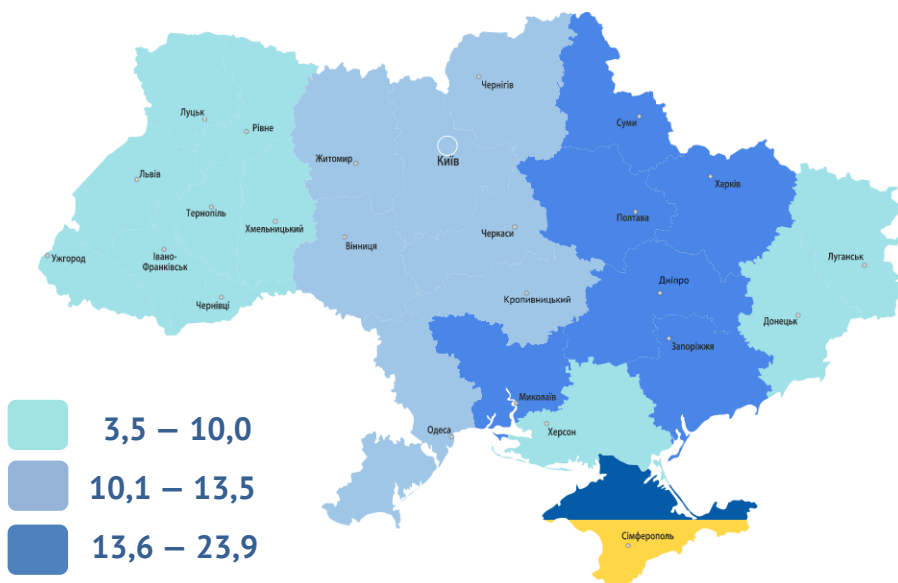 Чернігів
Луцьк
Суми
Рівне
Житомир
Київ
Львів
Харків
Тернопіль
Полтава
Хмельницький
Черкаси
Вінниця
Ужгород
Івано-
Франківськ
Луганськ
Дніпро
Чернівці
Кропивницький
Донецьк
Запоріжжя
Миколаїв
Одеса
Херсон
3,5 — 10,0
10,1 — 13,5
13,6 — 23,9
Сімферополь